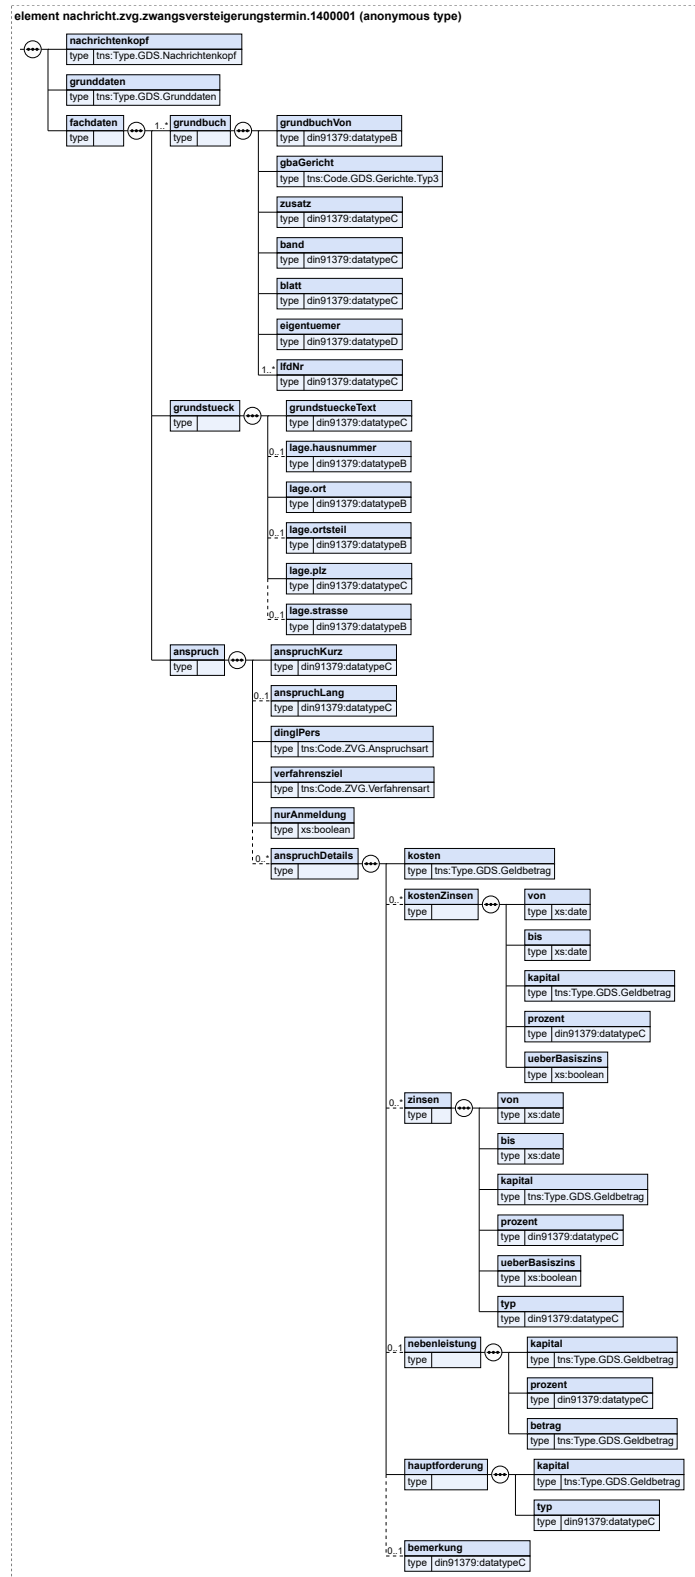 element nachricht.zvg.zwangsversteigerungstermin.1400001 (anonymous type)
nachrichtenkopf
type tns:Type.GDS.Nachrichtenkopf
grunddaten
type tns:Type.GDS.Grunddaten
fachdaten
type
1..* grundbuch
type
grundbuchVon
type din91379:datatypeB
gbaGericht
type tns:Code.GDS.Gerichte.Typ3
zusatz
type din91379:datatypeC
band
type din91379:datatypeC
blatt
type din91379:datatypeC
eigentuemer
type din91379:datatypeD
1..* lfdNr
type din91379:datatypeC
grundstueck
type
grundstueckeText
type din91379:datatypeC
0..1 lage.hausnummer
type din91379:datatypeB
lage.ort
type din91379:datatypeB
0..1 lage.ortsteil
type din91379:datatypeB
lage.plz
type din91379:datatypeC
0..1 lage.strasse
type din91379:datatypeB
anspruch
type
anspruchKurz
type din91379:datatypeC
0..1 anspruchLang
type din91379:datatypeC
dinglPers
type tns:Code.ZVG.Anspruchsart
verfahrensziel
type tns:Code.ZVG.Verfahrensart
nurAnmeldung
type xs:boolean
0..* anspruchDetails
type
kosten
type tns:Type.GDS.Geldbetrag
0..* kostenZinsen
type
von
type xs:date
bis
type xs:date
kapital
type tns:Type.GDS.Geldbetrag
prozent
type din91379:datatypeC
ueberBasiszins
type xs:boolean
0..* zinsen
type
von
type xs:date
bis
type xs:date
kapital
type tns:Type.GDS.Geldbetrag
prozent
type din91379:datatypeC
ueberBasiszins
type xs:boolean
typ
type din91379:datatypeC
0..1 nebenleistung
type
kapital
type tns:Type.GDS.Geldbetrag
prozent
type din91379:datatypeC
betrag
type tns:Type.GDS.Geldbetrag
hauptforderung
type
kapital
type tns:Type.GDS.Geldbetrag
typ
type din91379:datatypeC
0..1 bemerkung
type din91379:datatypeC